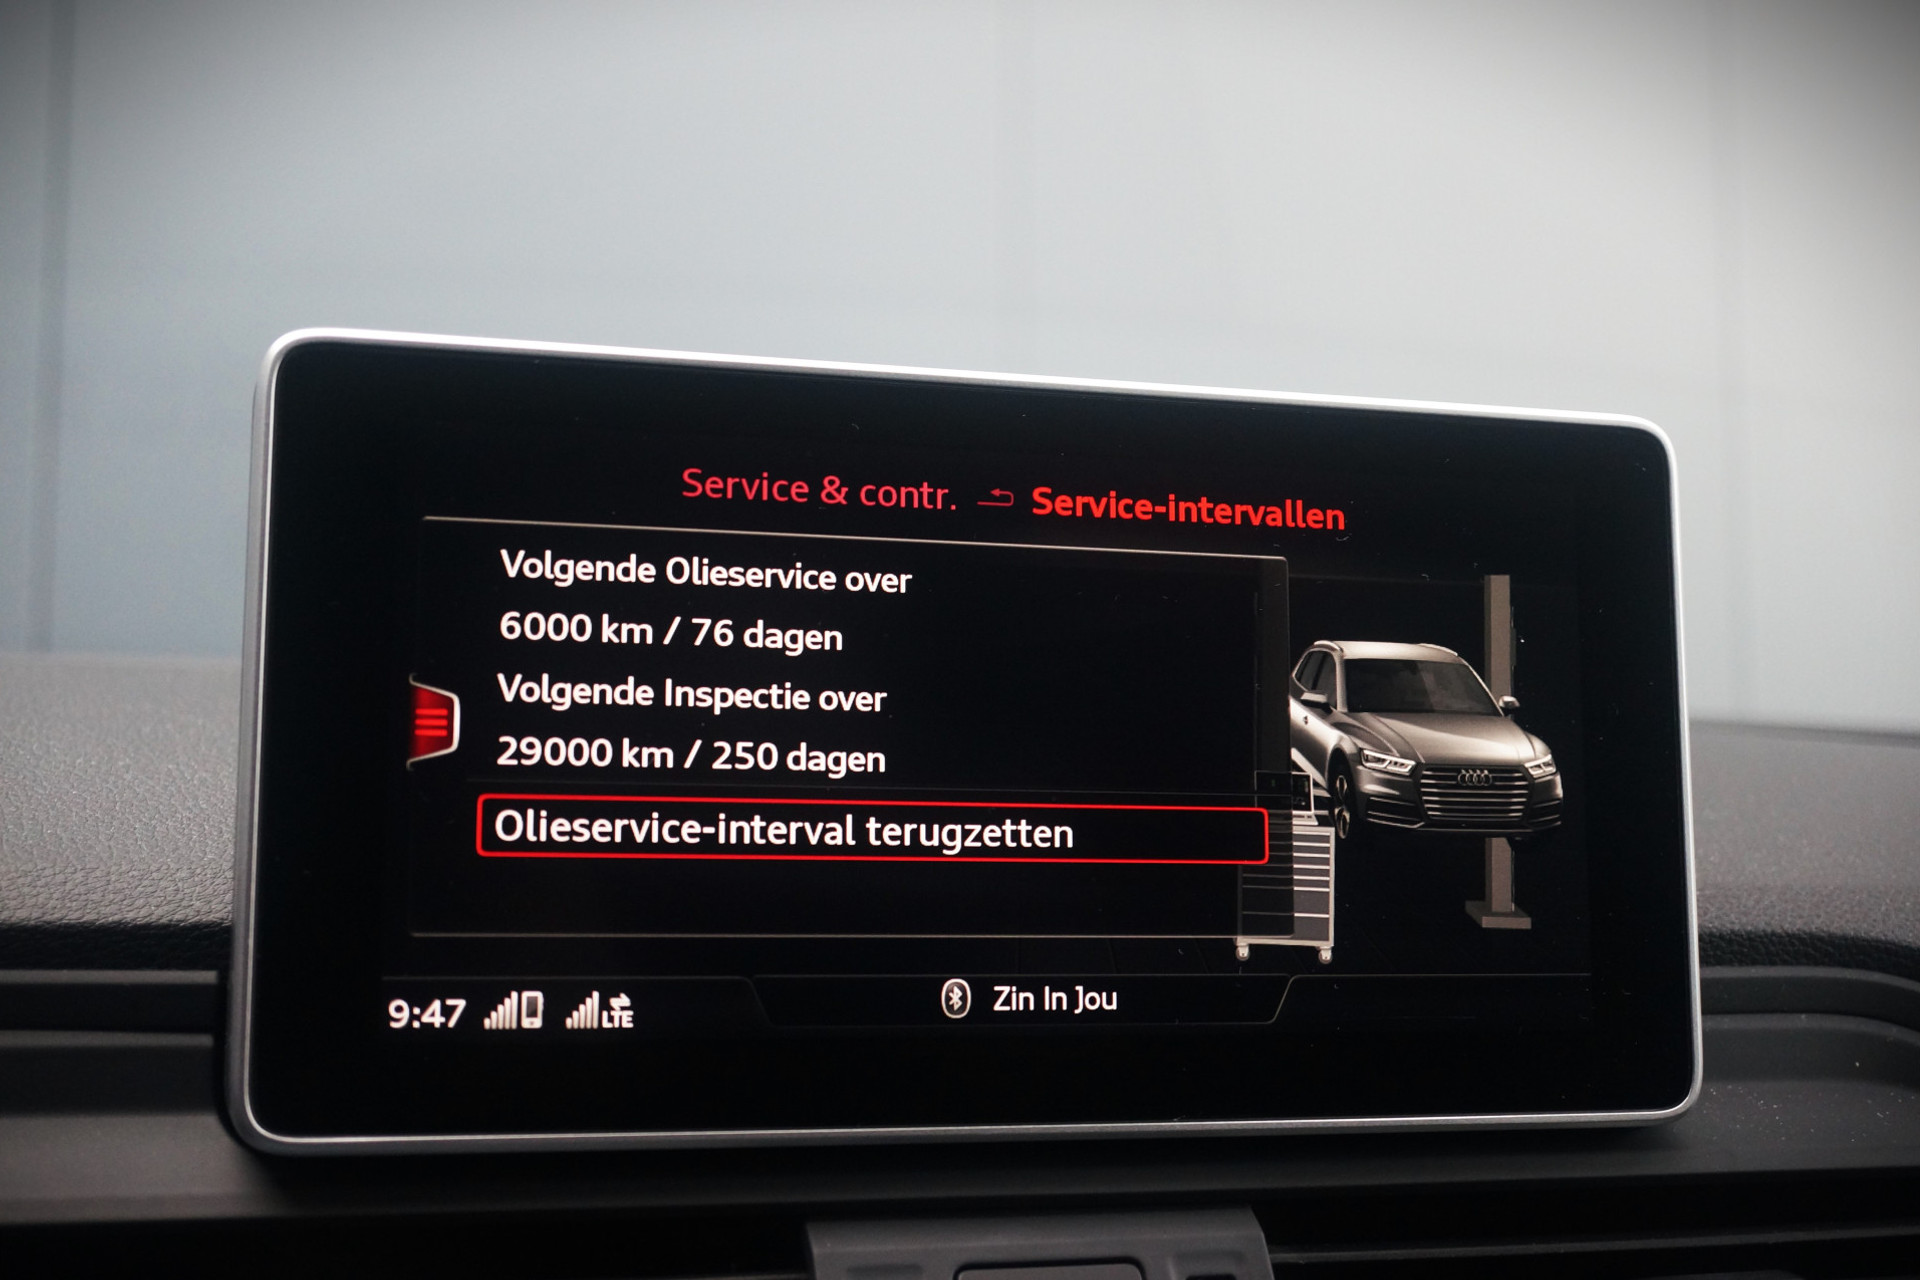 Service & contr. Service-intervallen
Volgende Olieservice over
6000 km / 76 dagen
Volgende Inspectie over
29000 km / 250 dagen
Olieservice-interval terugzetten
9:47 LTE Zin In Jou